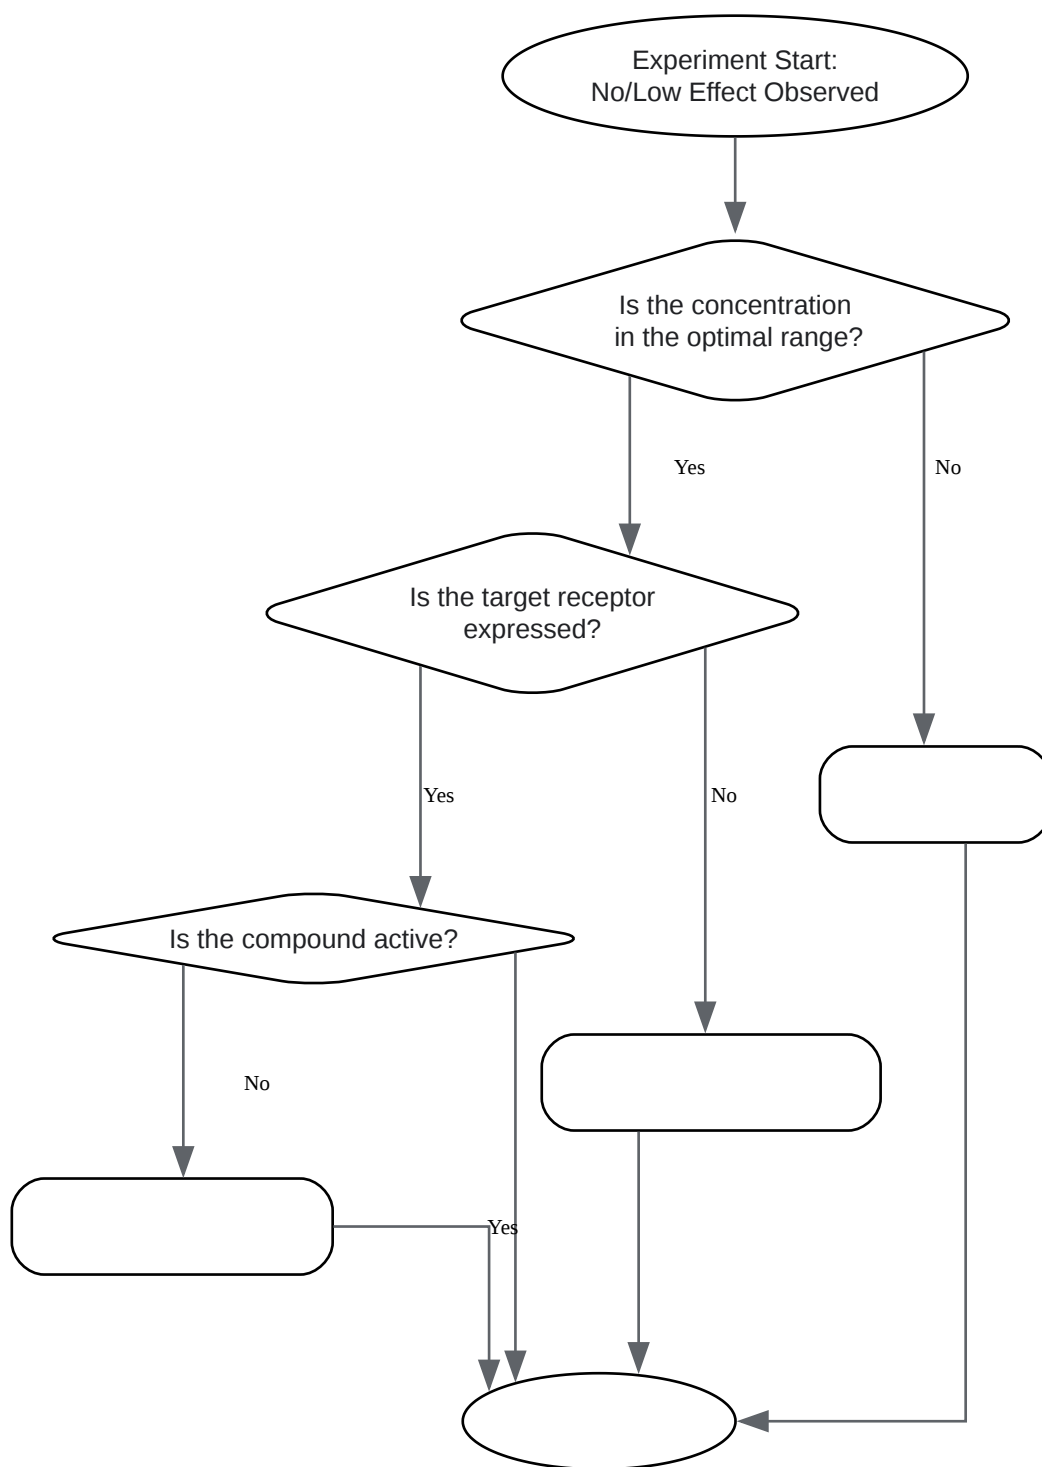 Experiment Start:
No/Low Effect Observed
Is the concentration
in the optimal range?
Yes
No
Is the target receptor
expressed?
Yes
No
Is the compound active?
No
Yes